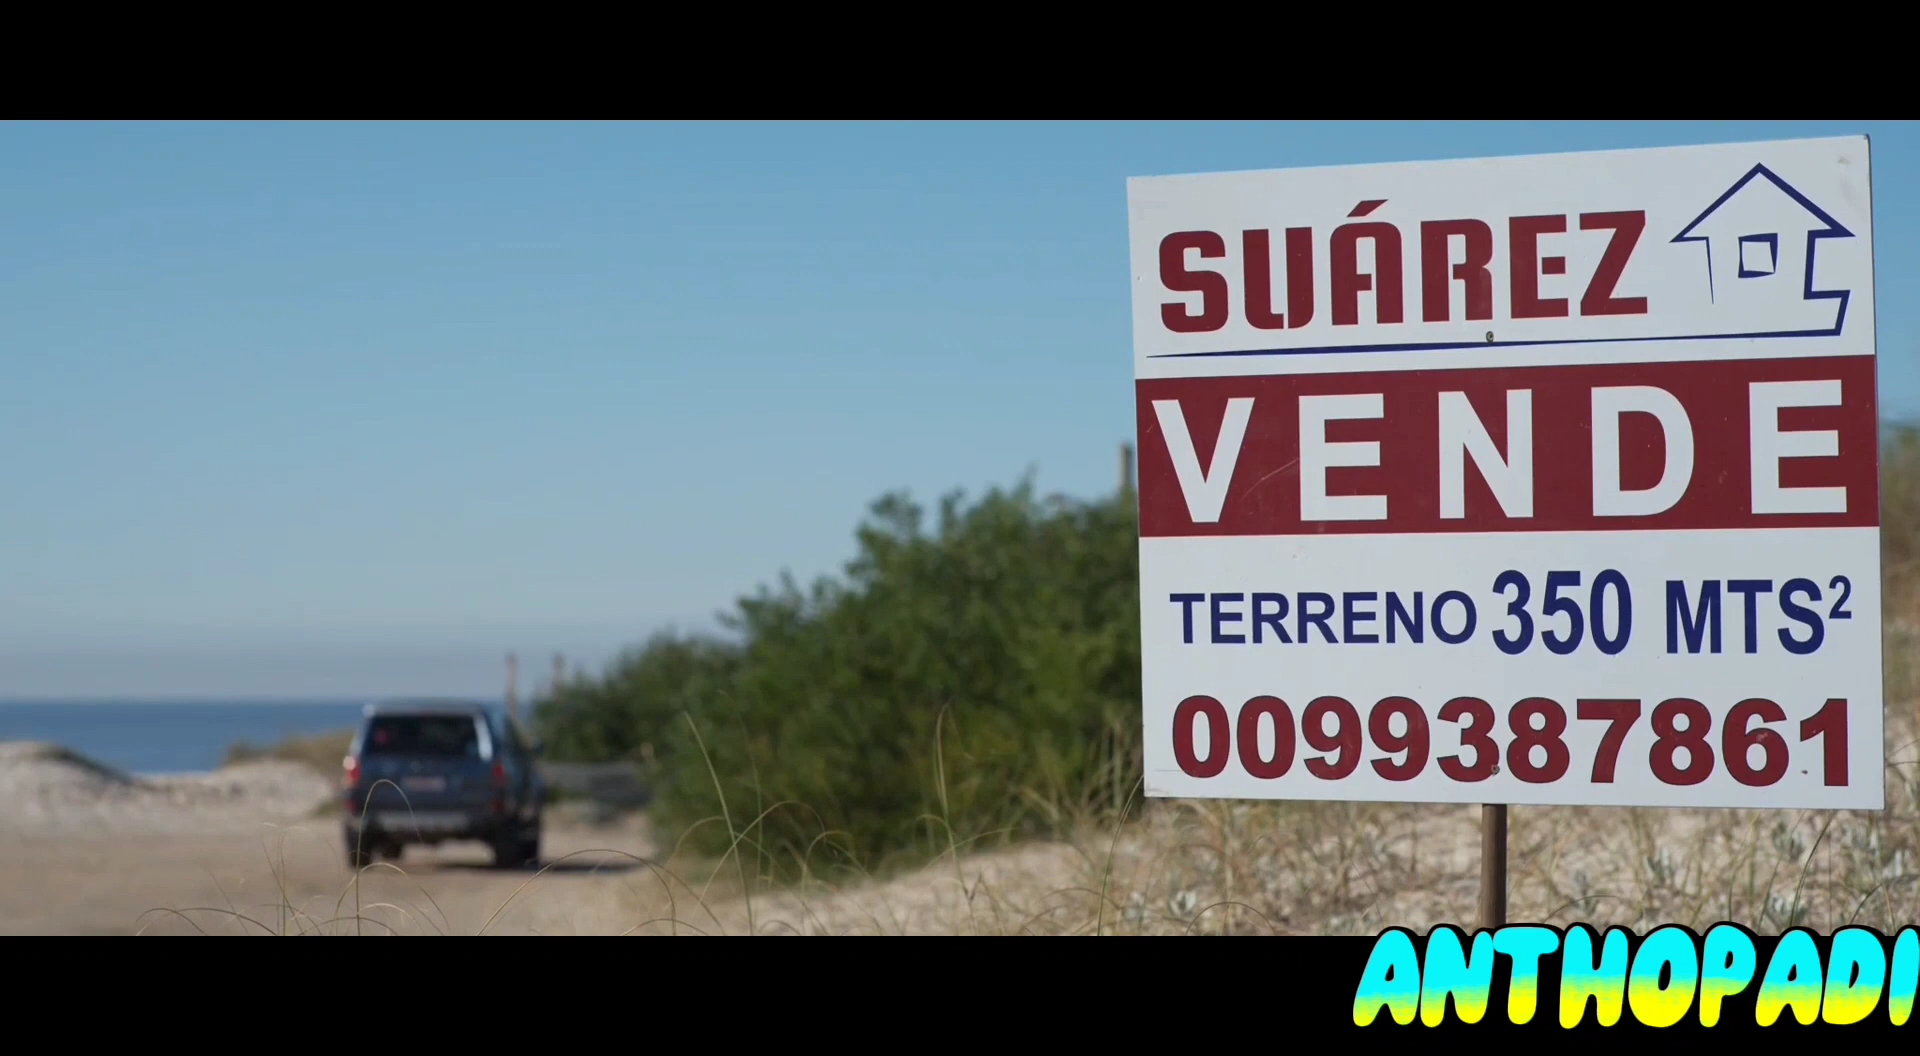 SUÁREZ
VENDE
TERRENO 350 MTS²
0099387861
ANTHOPADI